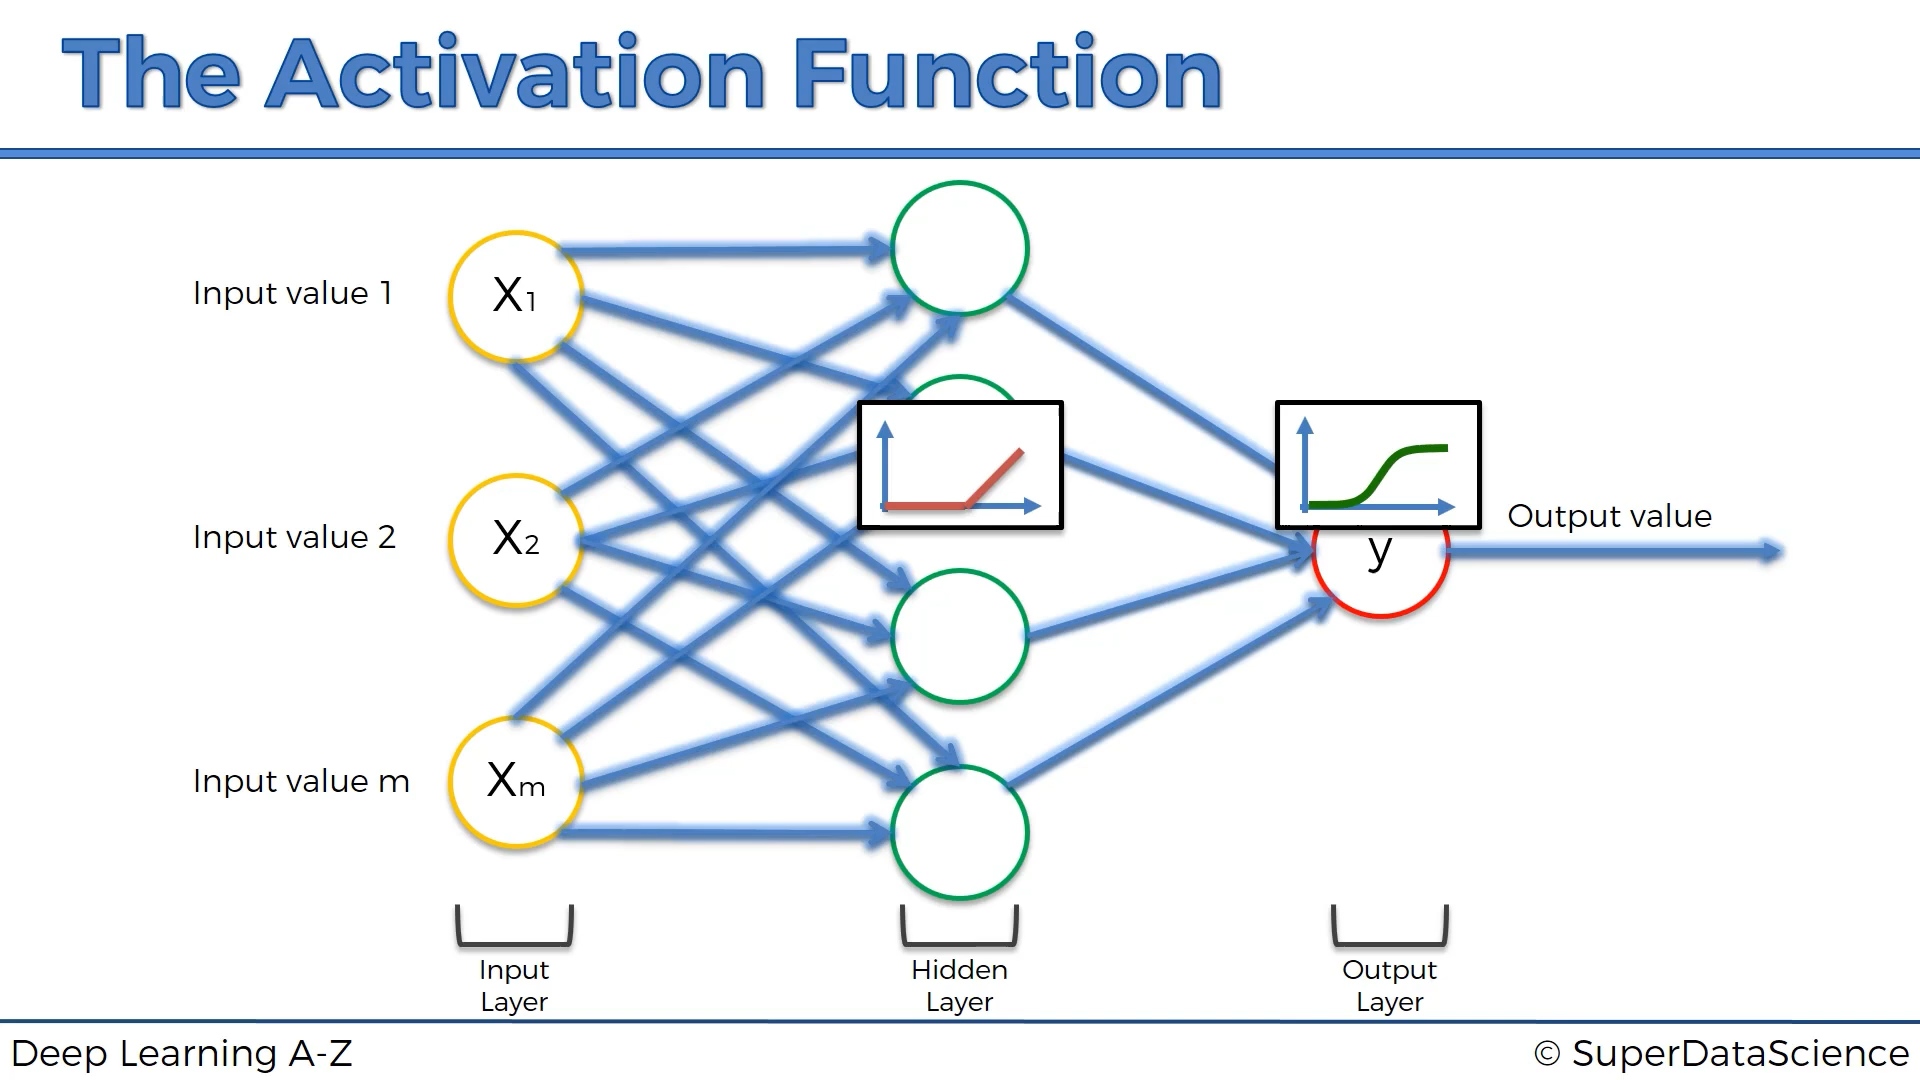 The Activation Function
Input value 1
X1
Input value 2
X2
Input value m
Xm
y
Output value
Input
Layer
Hidden
Layer
Output
Layer
Deep Learning A-Z
© SuperDataScience